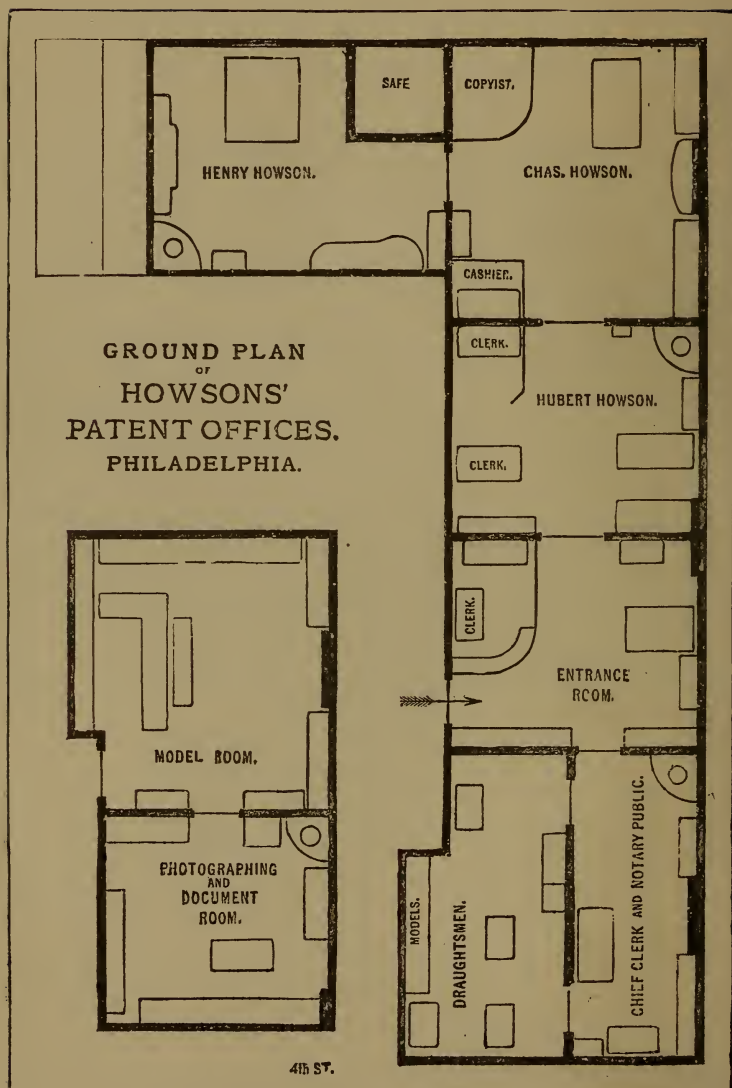 SAFE
COPYIST.
HENRY HOWSON.
CHAS. HOWSON.
CASHIER.
CLERK.
HUBERT HOWSON.
CLERK.
GROUND PLAN
OF
HOWSONS'
PATENT OFFICES.
PHILADELPHIA.
CLERK.
ENTRANCE
ROOM.
MODEL ROOM.
PHOTOGRAPHING
AND
DOCUMENT
ROOM.
MODELS.
DRAUGHTSMEN.
CHIEF CLERK AND NOTARY PUBLIC.
4th ST.